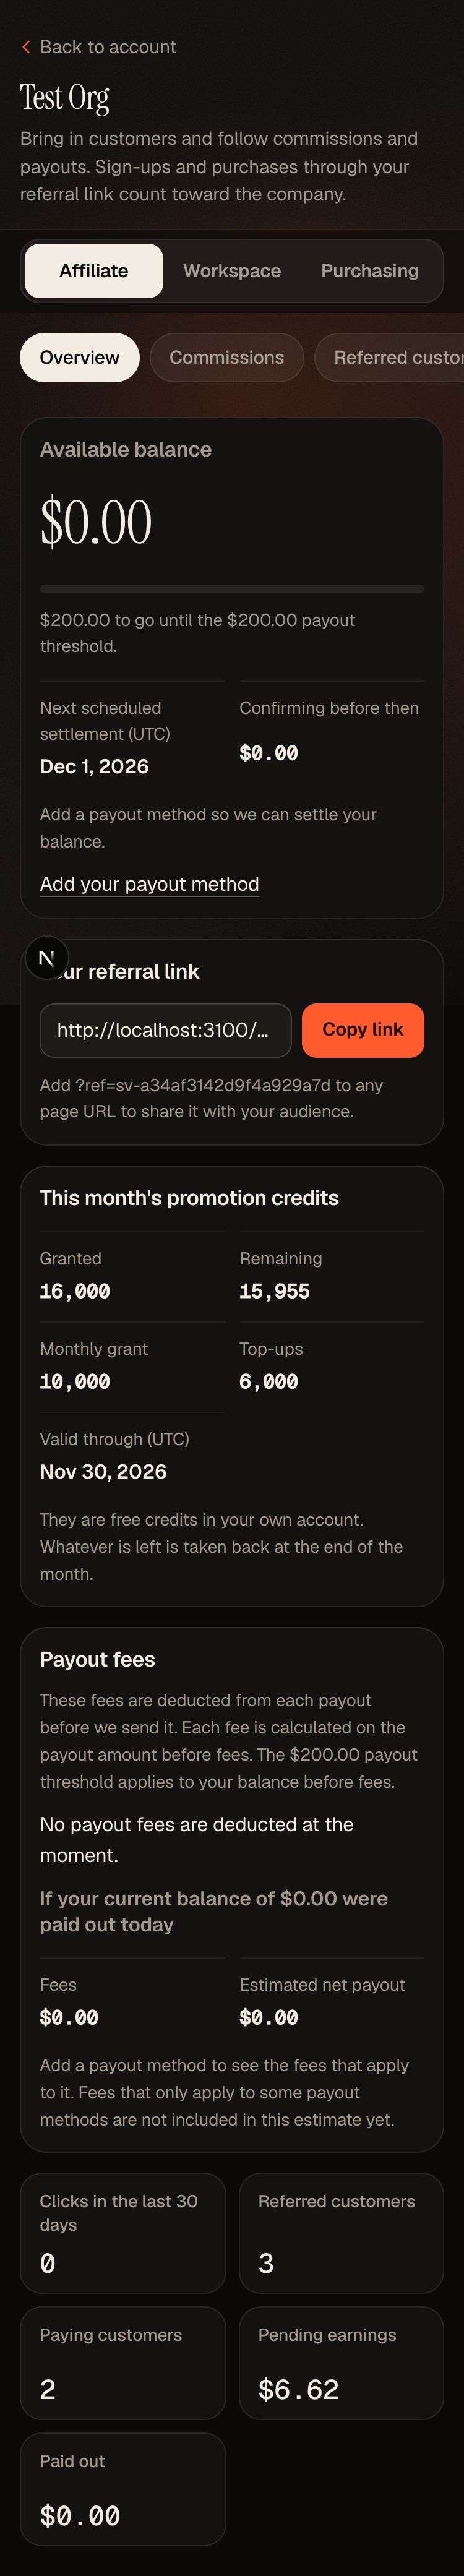 Back to account
Test Org
Bring in customers and follow commissions and
payouts. Sign-ups and purchases through your
referral link count toward the company.
Affiliate Workspace Purchasing
Overview Commissions Referred custor
Available balance
$0.00
$200.00 to go until the $200.00 payout
threshold.
Next scheduled
settlement (UTC)
Dec 1, 2026
Confirming before then
$0.00
Add a payout method so we can settle your
balance.
Add your payout method
N
ur referral link
http://localhost:3100/...
Copy link
Add ?ref=sv-a34af3142d9f4a929a7d to any
page URL to share it with your audience.
This month's promotion credits
Granted
16,000
Remaining
15,955
Monthly grant
10,000
Top-ups
6,000
Valid through (UTC)
Nov 30, 2026
They are free credits in your own account.
Whatever is left is taken back at the end of the
month.
Payout fees
These fees are deducted from each payout
before we send it. Each fee is calculated on the
payout amount before fees. The $200.00 payout
threshold applies to your balance before fees.
No payout fees are deducted at the
moment.
If your current balance of $0.00 were
paid out today
Fees
$0.00
Estimated net payout
$0.00
Add a payout method to see the fees that apply
to it. Fees that only apply to some payout
methods are not included in this estimate yet.
Clicks in the last 30
days
0
Referred customers
3
Paying customers
2
Pending earnings
$6.62
Paid out
$0.00